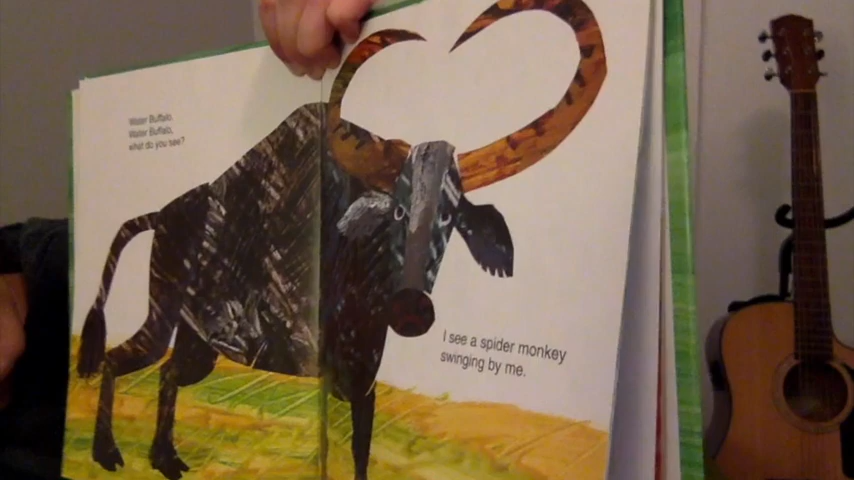 Water Buffalo,
Water Buffalo,
what do you see?
I see a spider monkey
swinging by me.